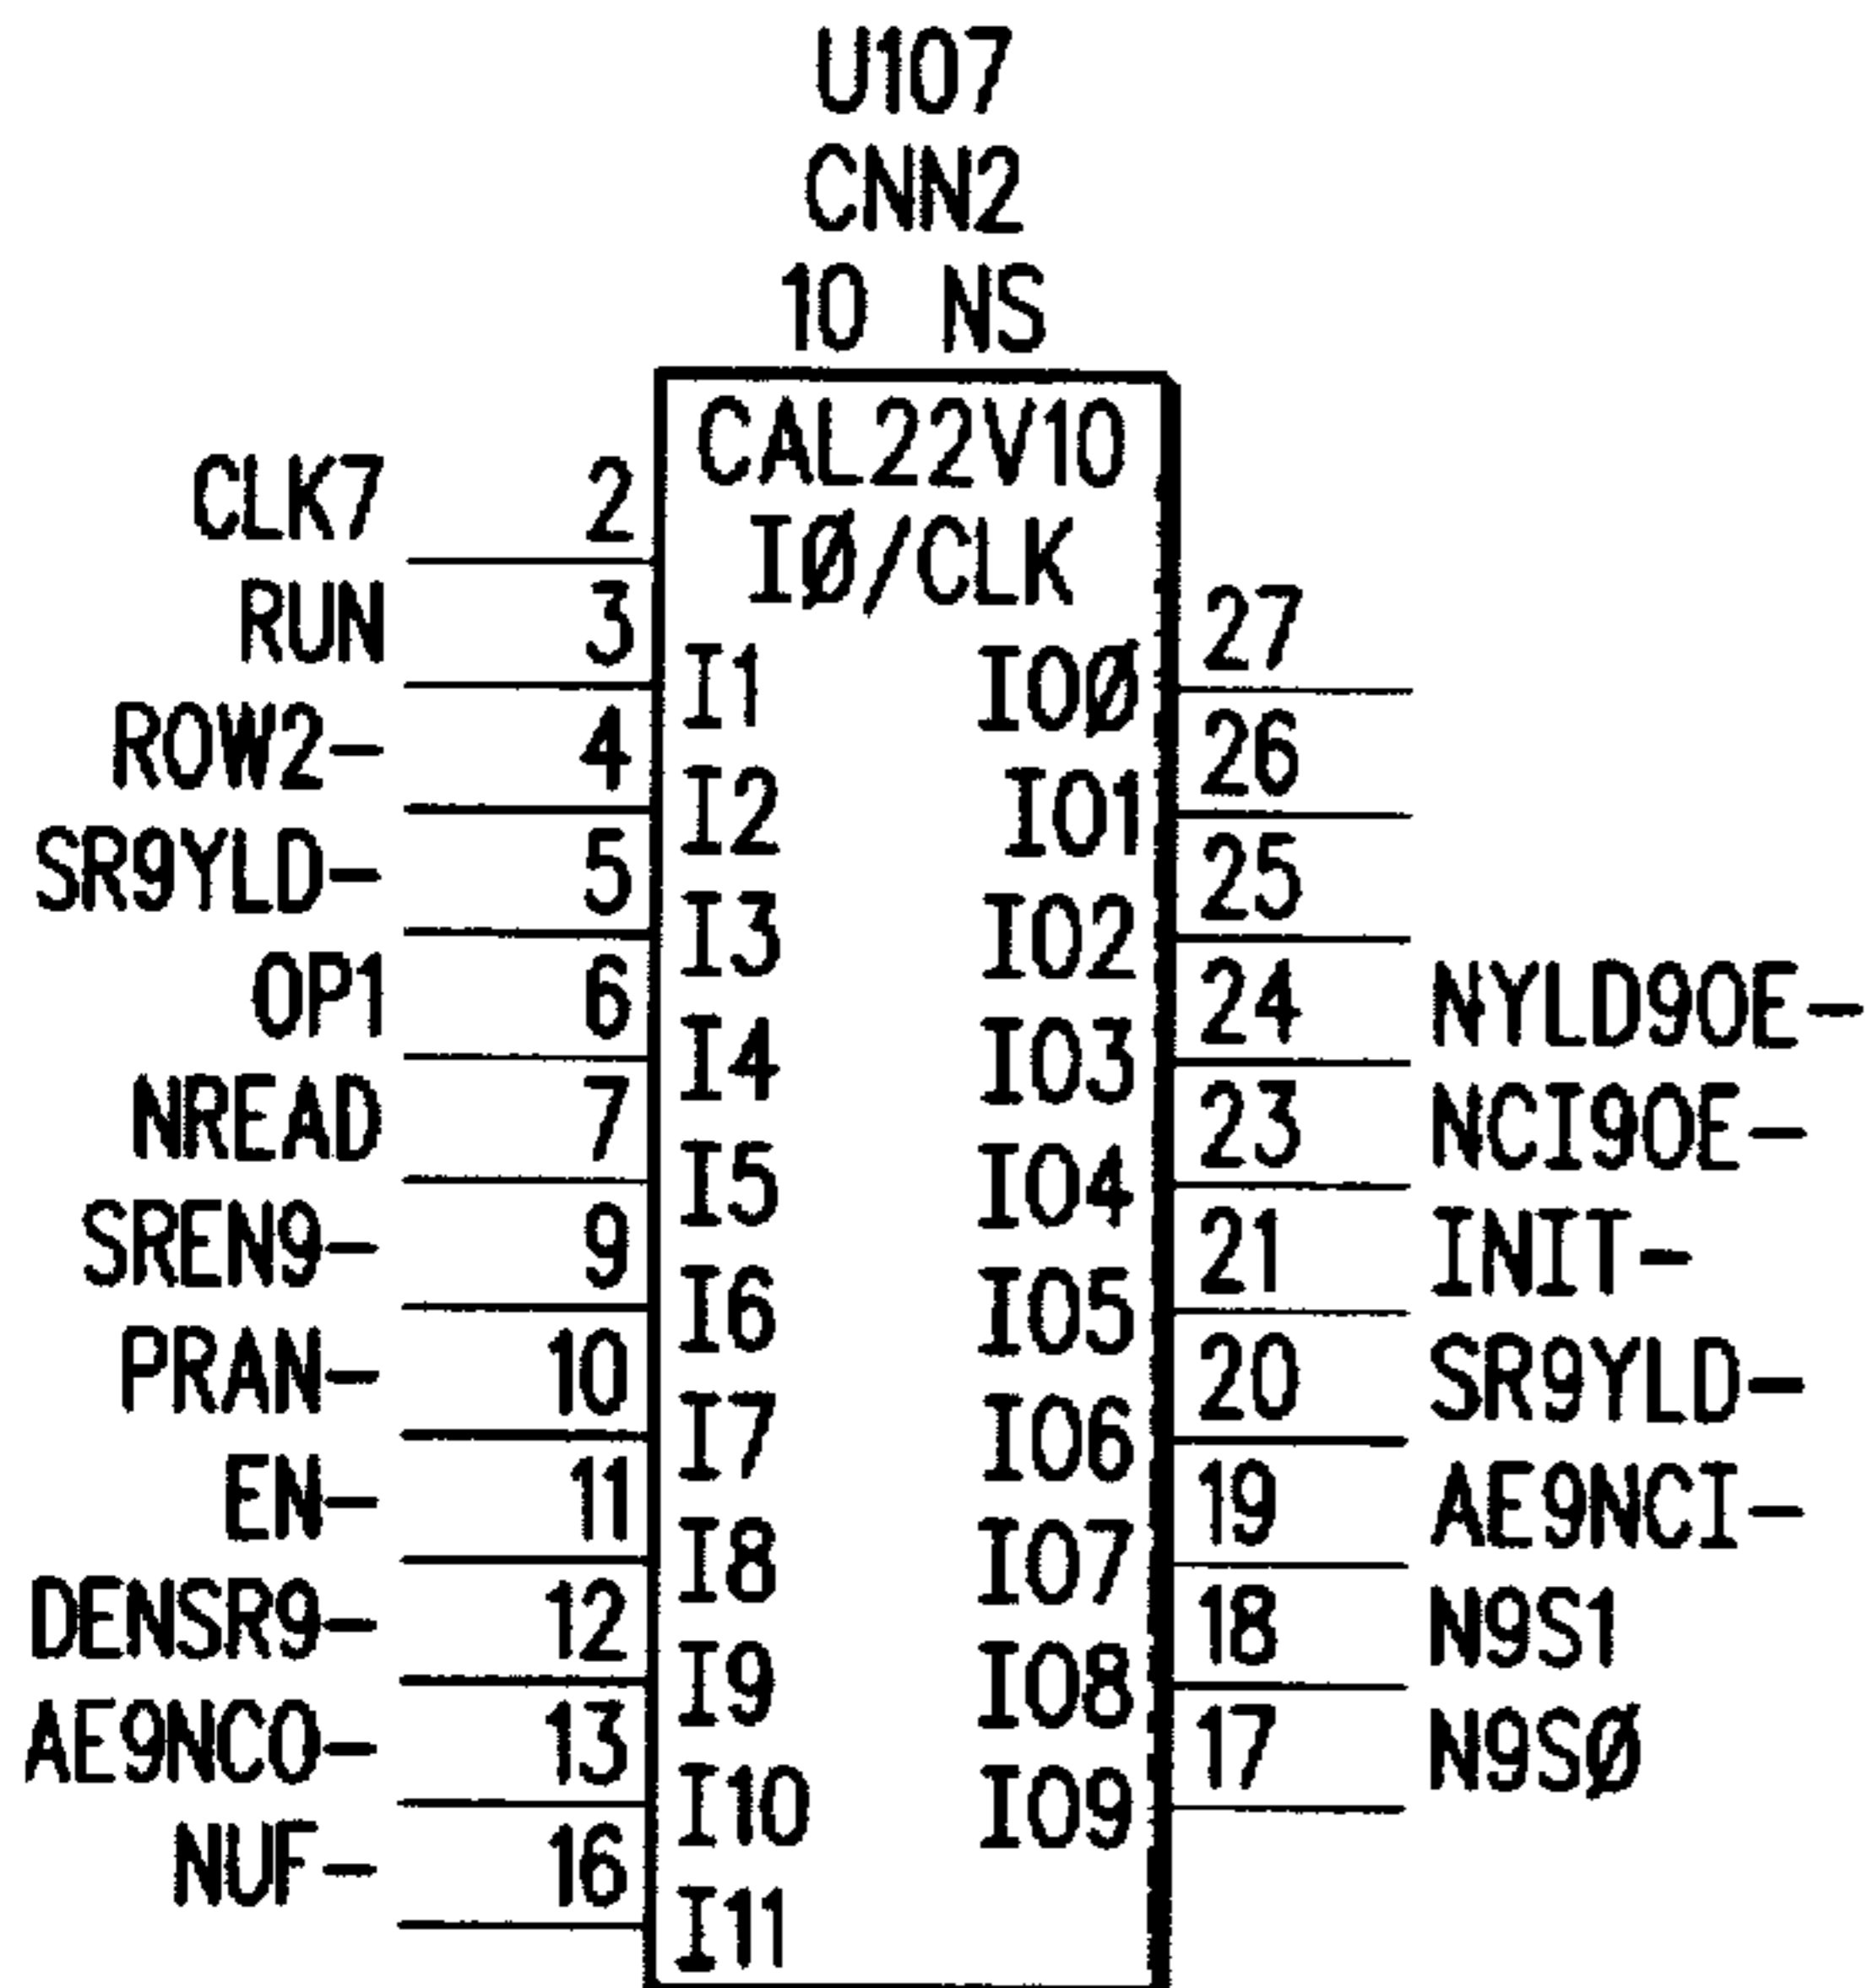 U107
CNN2
10 NS
CAL22V10
CLK7 2 IØ/CLK
RUN 3 I1 IOØ 27
ROW2- 4 I2 IO1 26
SR9YLD- 5 I3 IO2 25
OP1 6 I4 IO3 24 NYLD9OE-
NREAD 7 I5 IO4 23 NCI9OE-
SREN9- 9 I6 IO5 21 INIT-
PRAN- 10 I7 IO6 20 SR9YLD-
EN- 11 I8 IO7 19 AE9NCI-
DENSR9- 12 I9 IO8 18 N9S1
AE9NCO- 13 I10 IO9 17 N9SØ
NUF- 16 I11